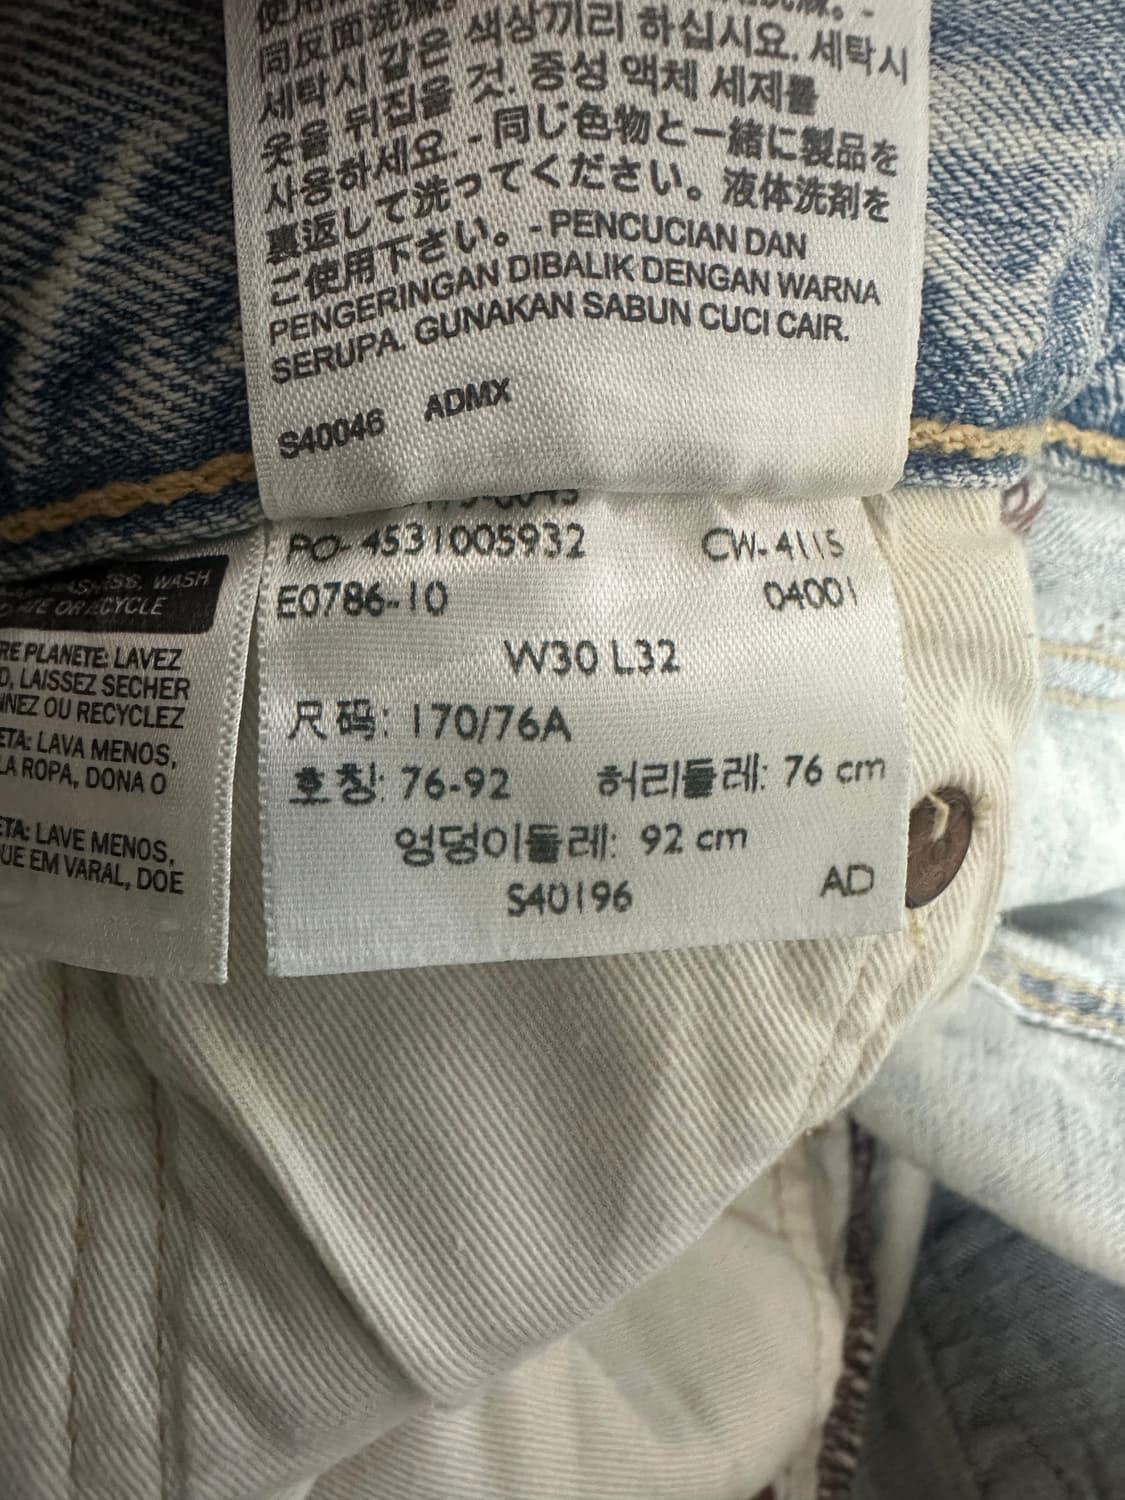 同反面洗滌。
세탁시 같은 색상끼리 하십시요. 세탁시
옷을 뒤집을 것. 중성 액체 세제를
사용하세요. - 同じ色物と一緒に製品を
裏返して洗ってください。液体洗剤を
ご使用下さい。 - PENCUCIAN DAN
PENGERINGAN DIBALIK DENGAN WARNA
SERUPA. GUNAKAN SABUN CUCI CAIR.
S40046 ADMX
PO- 4531005932 CW- 4115
E0786-10 04001
W30 L32
尺码: 170/76A
호칭: 76-92 허리둘레: 76 cm
엉덩이둘레: 92 cm
S40196 AD
WASH
OR RECYCLE
PLANETE: LAVEZ
LAISSEZ SECHER
OU RECYCLEZ
LAVA MENOS,
LA ROPA, DONA O
LAVE MENOS,
EM VARAL, DOE